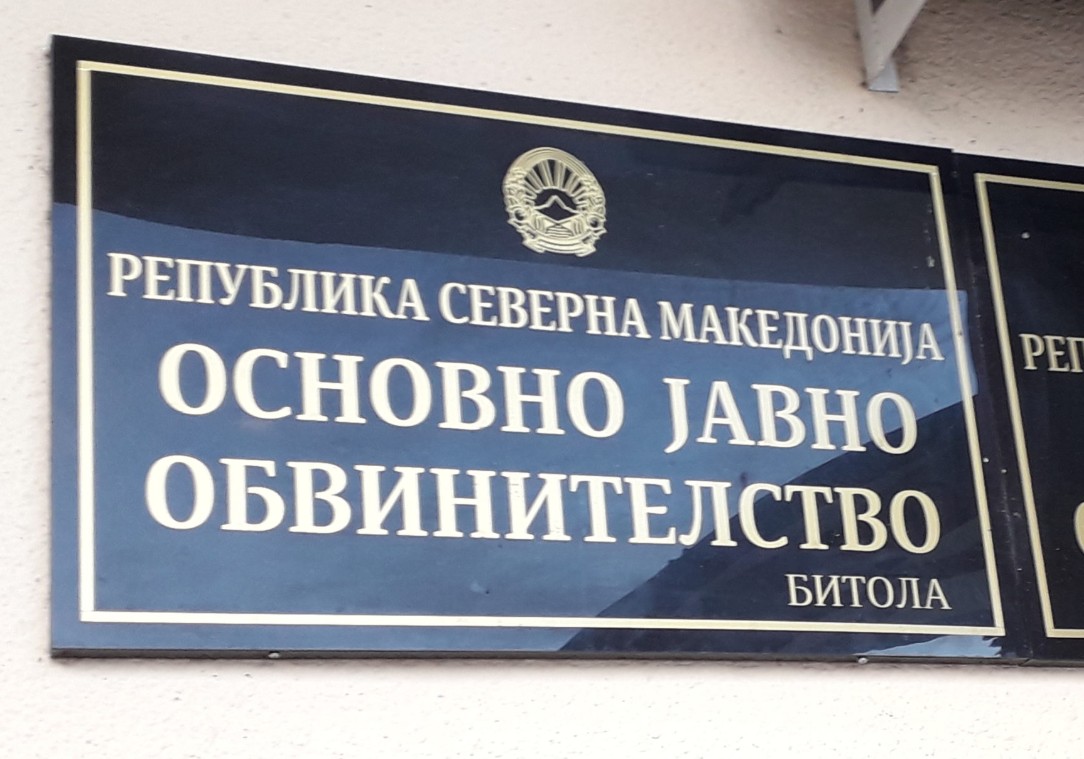 РЕПУБЛИКА СЕВЕРНА МАКЕДОНИЈА
ОСНОВНО ЈАВНО
ОБВИНИТЕЛСТВО
БИТОЛА